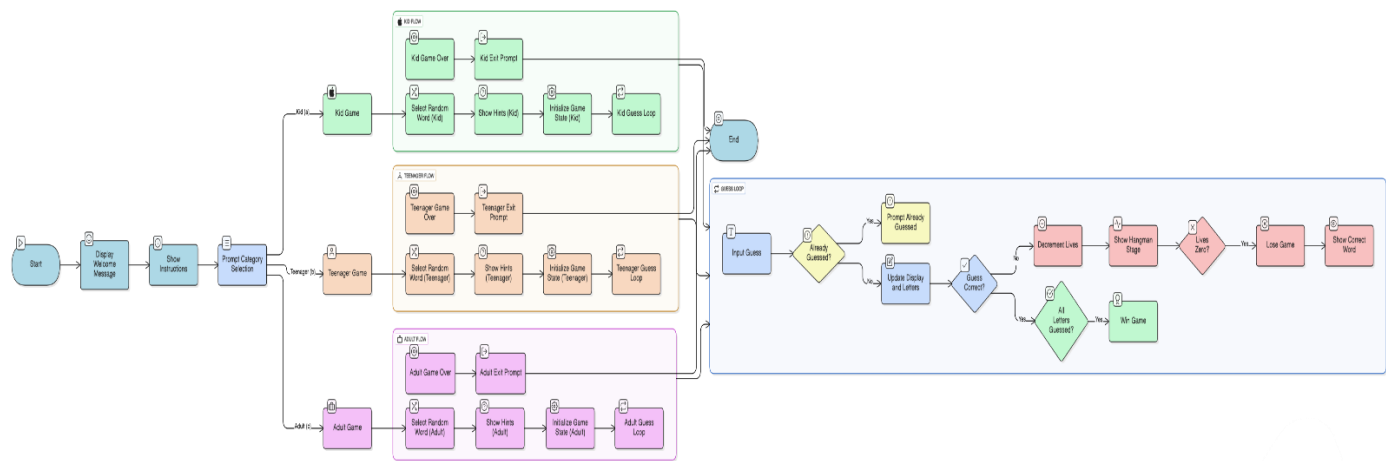 KID FLOW
Kid Game Over
Kid Exit Prompt
Kid (a)
Kid Game
Select Random
Word (Kid)
Show Hints (Kid)
Initialize Game
State (Kid)
Kid Guess Loop
End
TEENAGER FLOW
Teenager Game
Over
Teenager Exit
Prompt
Start
Display
Welcome
Message
Show
Instructions
Prompt Category
Selection
Teenager (b)
Teenager Game
Select Random
Word (Teenager)
Show Hints
(Teenager)
Initialize Game
State (Teenager)
Teenager Guess
Loop
ADULT FLOW
Adult Game Over
Adult Exit Prompt
Adult (c)
Adult Game
Select Random
Word (Adult)
Show Hints
(Adult)
Initialize Game
State (Adult)
Adult Guess
Loop
GUESS LOOP
Input Guess
Already
Guessed?
Yes
Prompt Already
Guessed
No
Update Display
and Letters
Guess
Correct?
No
Decrement Lives
Show Hangman
Stage
Lives
Zero?
Yes
Lose Game
Show Correct
Word
Yes
All
Letters
Guessed?
Yes
Win Game